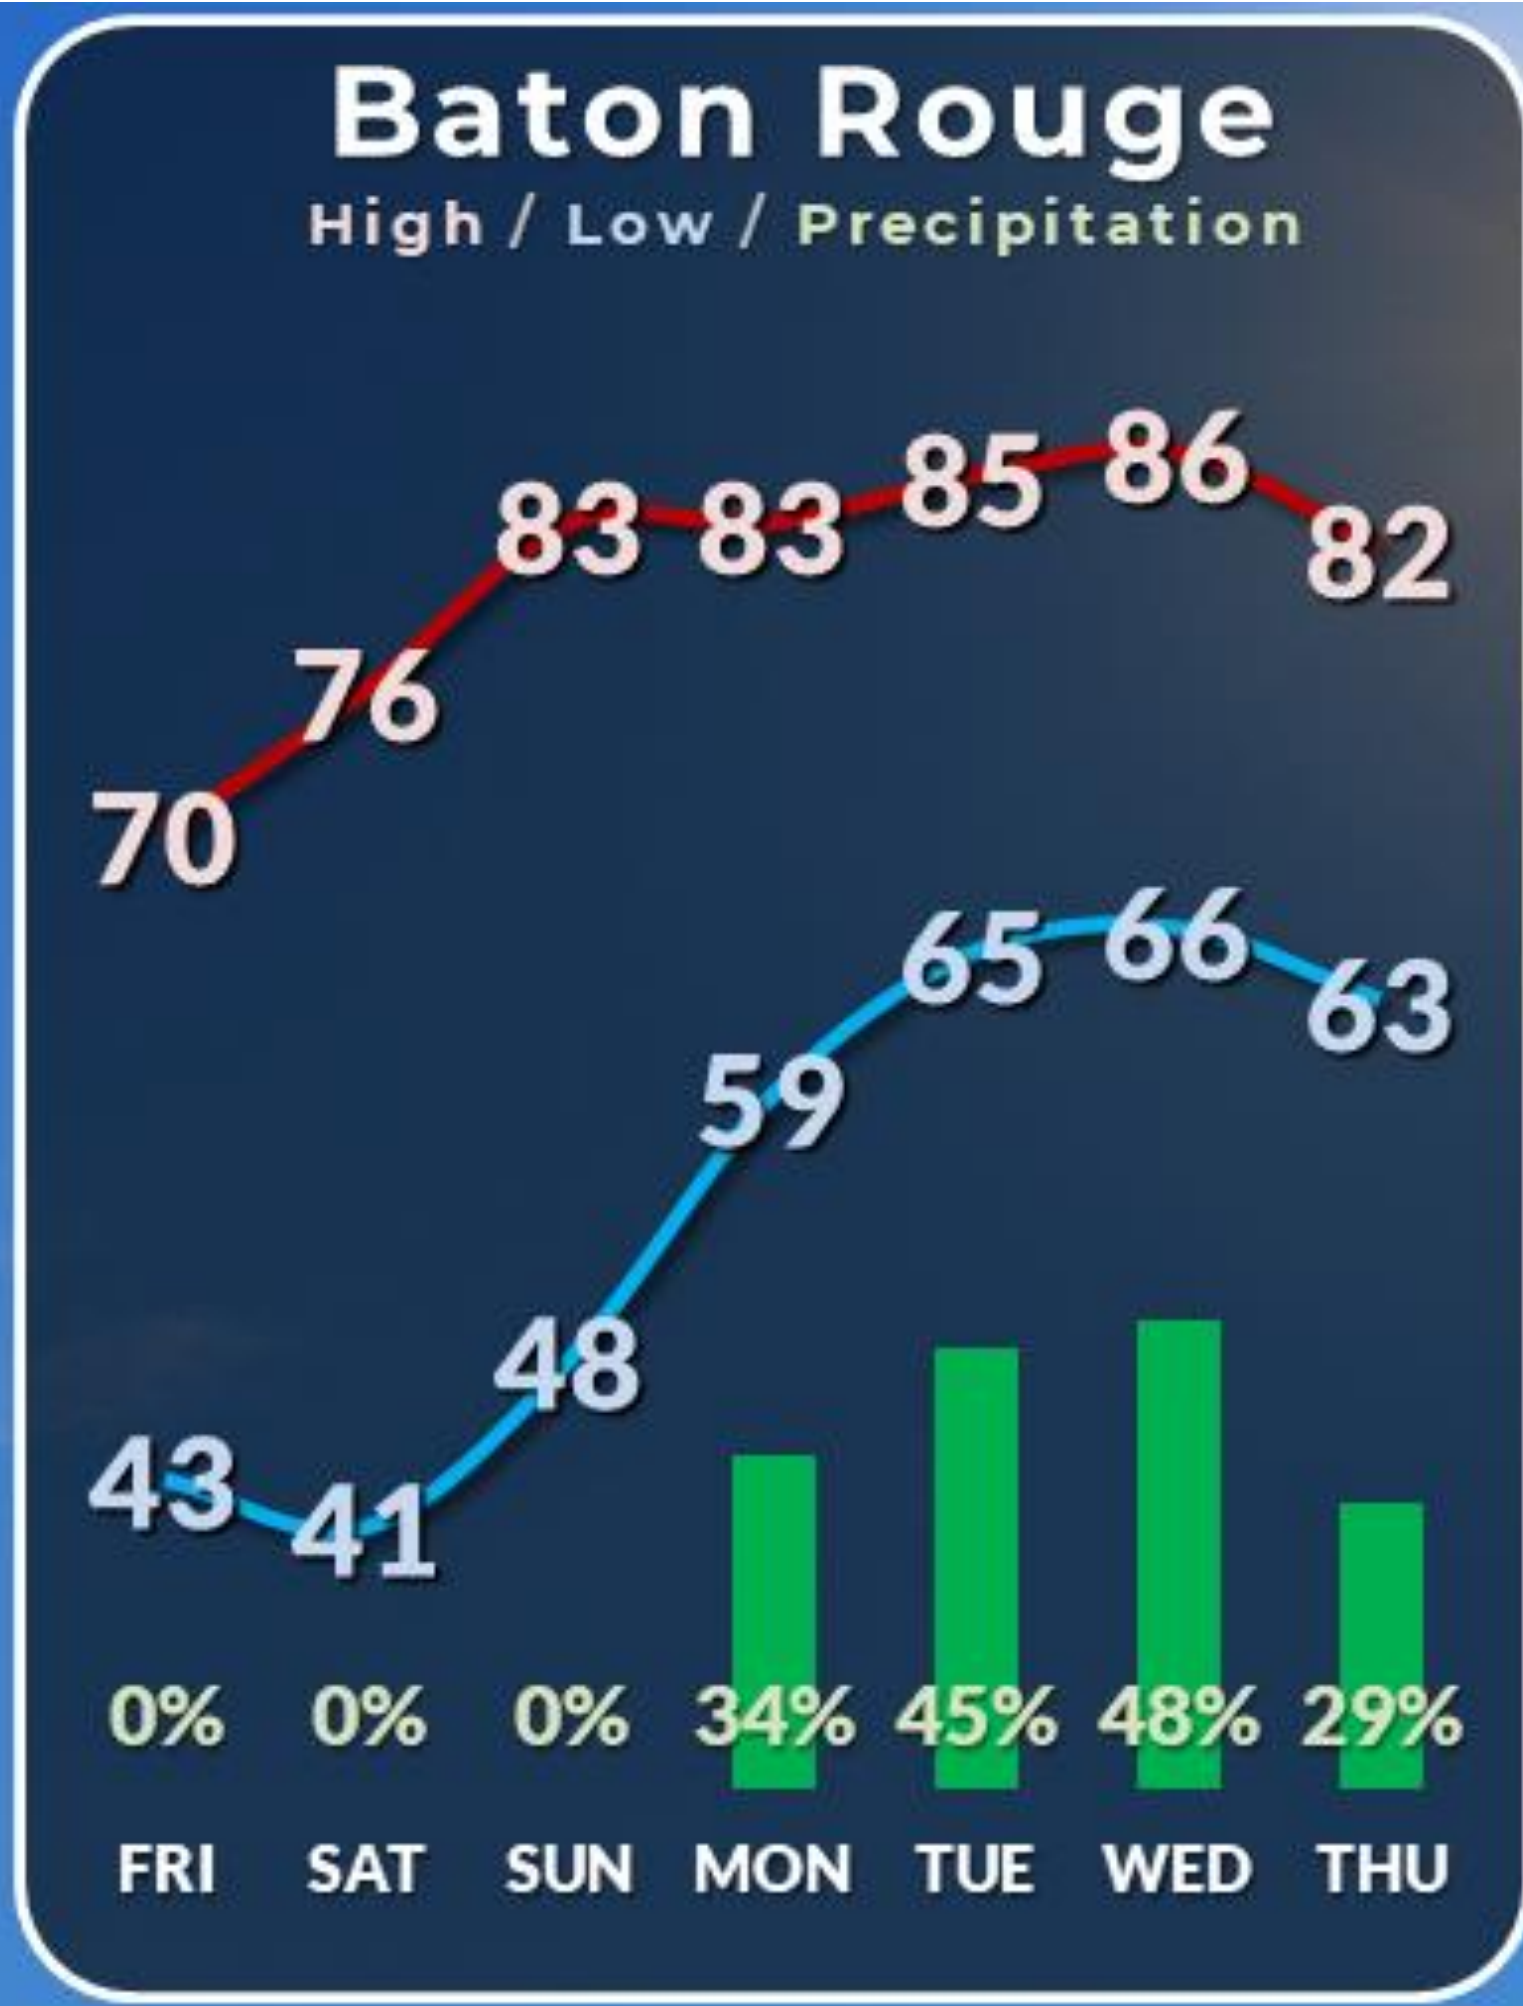 Baton Rouge
High / Low / Precipitation
70 76 83 83 85 86 82
43 41 48 59 65 66 63
0% 0% 0% 34% 45% 48% 29%
FRI SAT SUN MON TUE WED THU